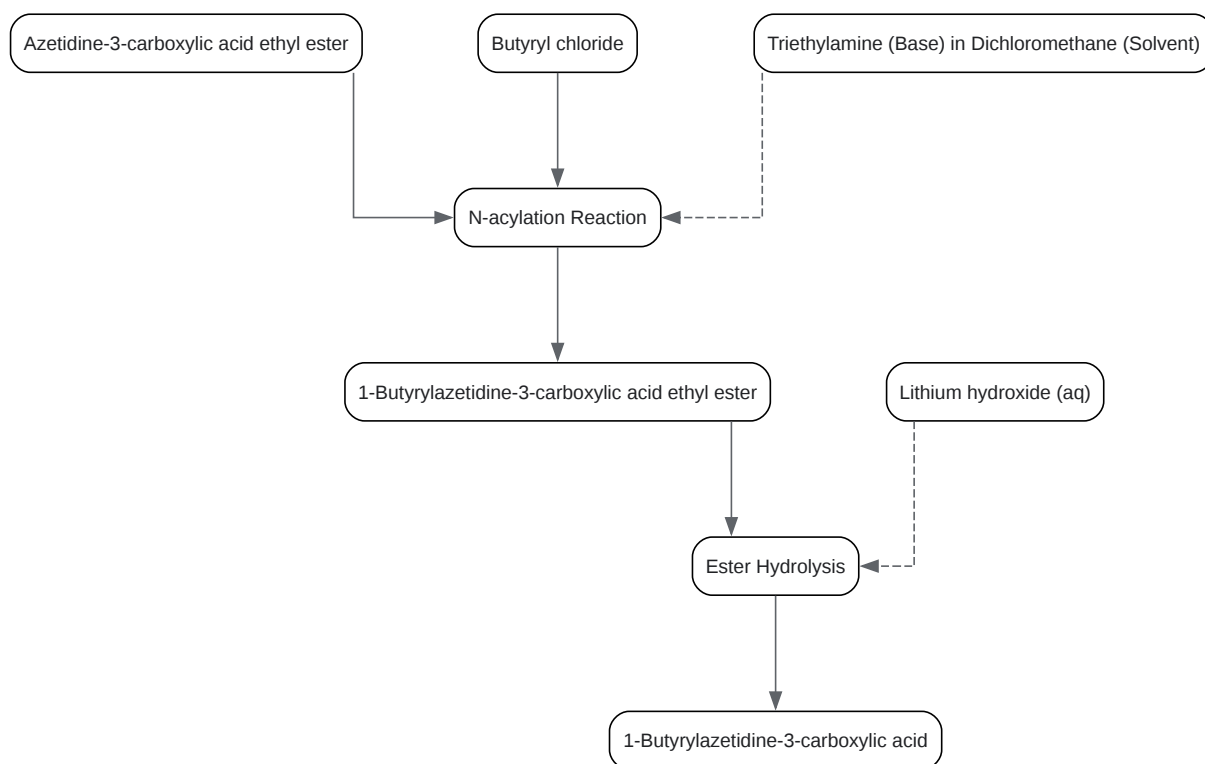 Azetidine-3-carboxylic acid ethyl ester
Butyryl chloride
Triethylamine (Base) in Dichloromethane (Solvent)
N-acylation Reaction
1-Butyrylazetidine-3-carboxylic acid ethyl ester
Lithium hydroxide (aq)
Ester Hydrolysis
1-Butyrylazetidine-3-carboxylic acid